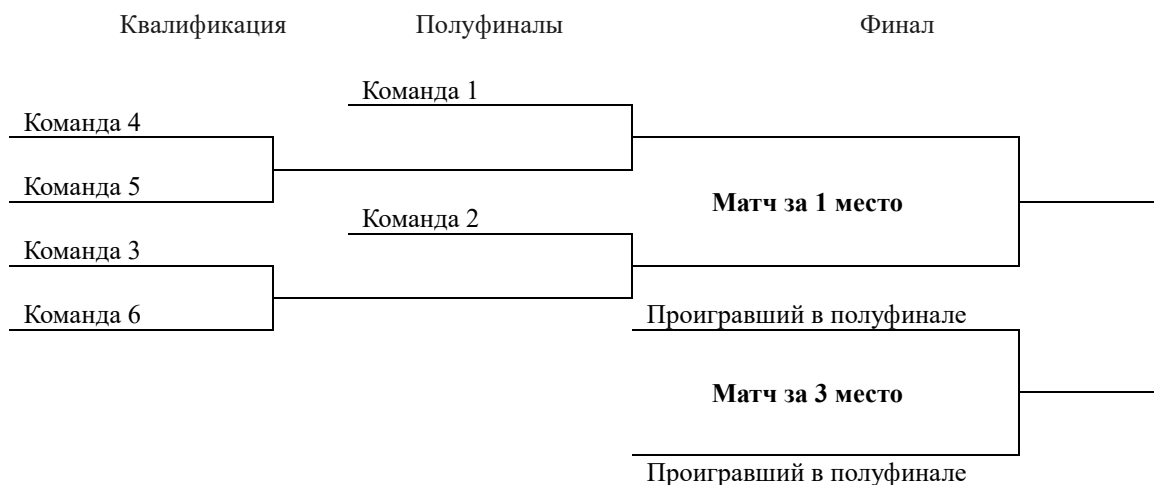 Квалификация Полуфиналы Финал
Команда 1
Команда 4
Команда 5
Матч за 1 место
Команда 2
Команда 3
Команда 6
Проигравший в полуфинале
Матч за 3 место
Проигравший в полуфинале